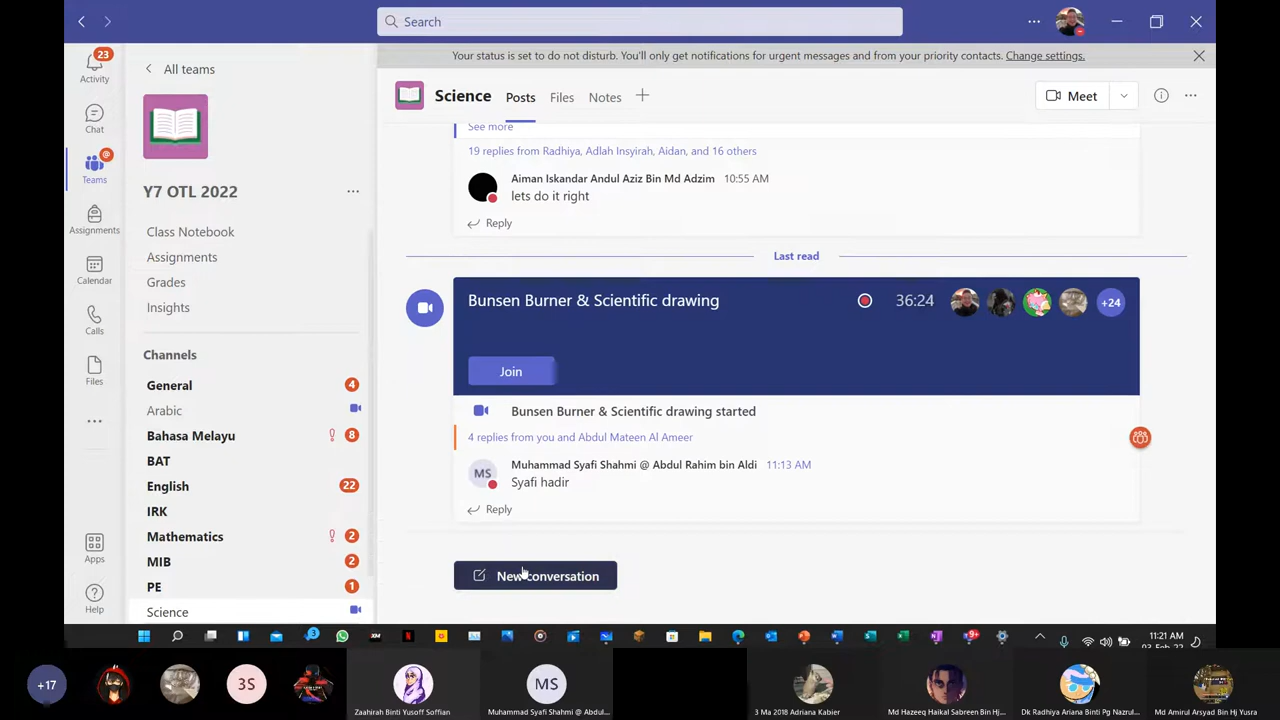 Search
Your status is set to do not disturb. You'll only get notifications for urgent messages and from your priority contacts. Change settings.
23
Activity
Chat
@
Teams
Assignments
Calendar
Calls
Files
Apps
Help
All teams
Y7 OTL 2022
Class Notebook
Assignments
Grades
Insights
Channels
General 4
Arabic
Bahasa Melayu ! 8
BAT
English 22
IRK
Mathematics ! 2
MIB 2
PE 1
Science
Science Posts Files Notes
Meet
See more
19 replies from Radhiya, Adlah Insyirah, Aidan, and 16 others
Aiman Iskandar Andul Aziz Bin Md Adzim 10:55 AM
lets do it right
Reply
Last read
Bunsen Burner & Scientific drawing 36:24 +24
Join
Bunsen Burner & Scientific drawing started
4 replies from you and Abdul Mateen Al Ameer
MS
Muhammad Syafi Shahmi @ Abdul Rahim bin Aldi 11:13 AM
Syafi hadir
Reply
New conversation
3
9+
11:21 AM
03-Feb-22
+17
3S
MS
Zaahirah Binti Yusoff Soffian
Muhammad Syafi Shahmi @ Abdul...
3 Ma 2018 Adriana Kabier
Md Hazeeq Haikal Sabreen Bin Hj...
Dk Radhiya Ariana Binti Pg Nazrul...
Md Amirul Arsyad Bin Hj Yusra